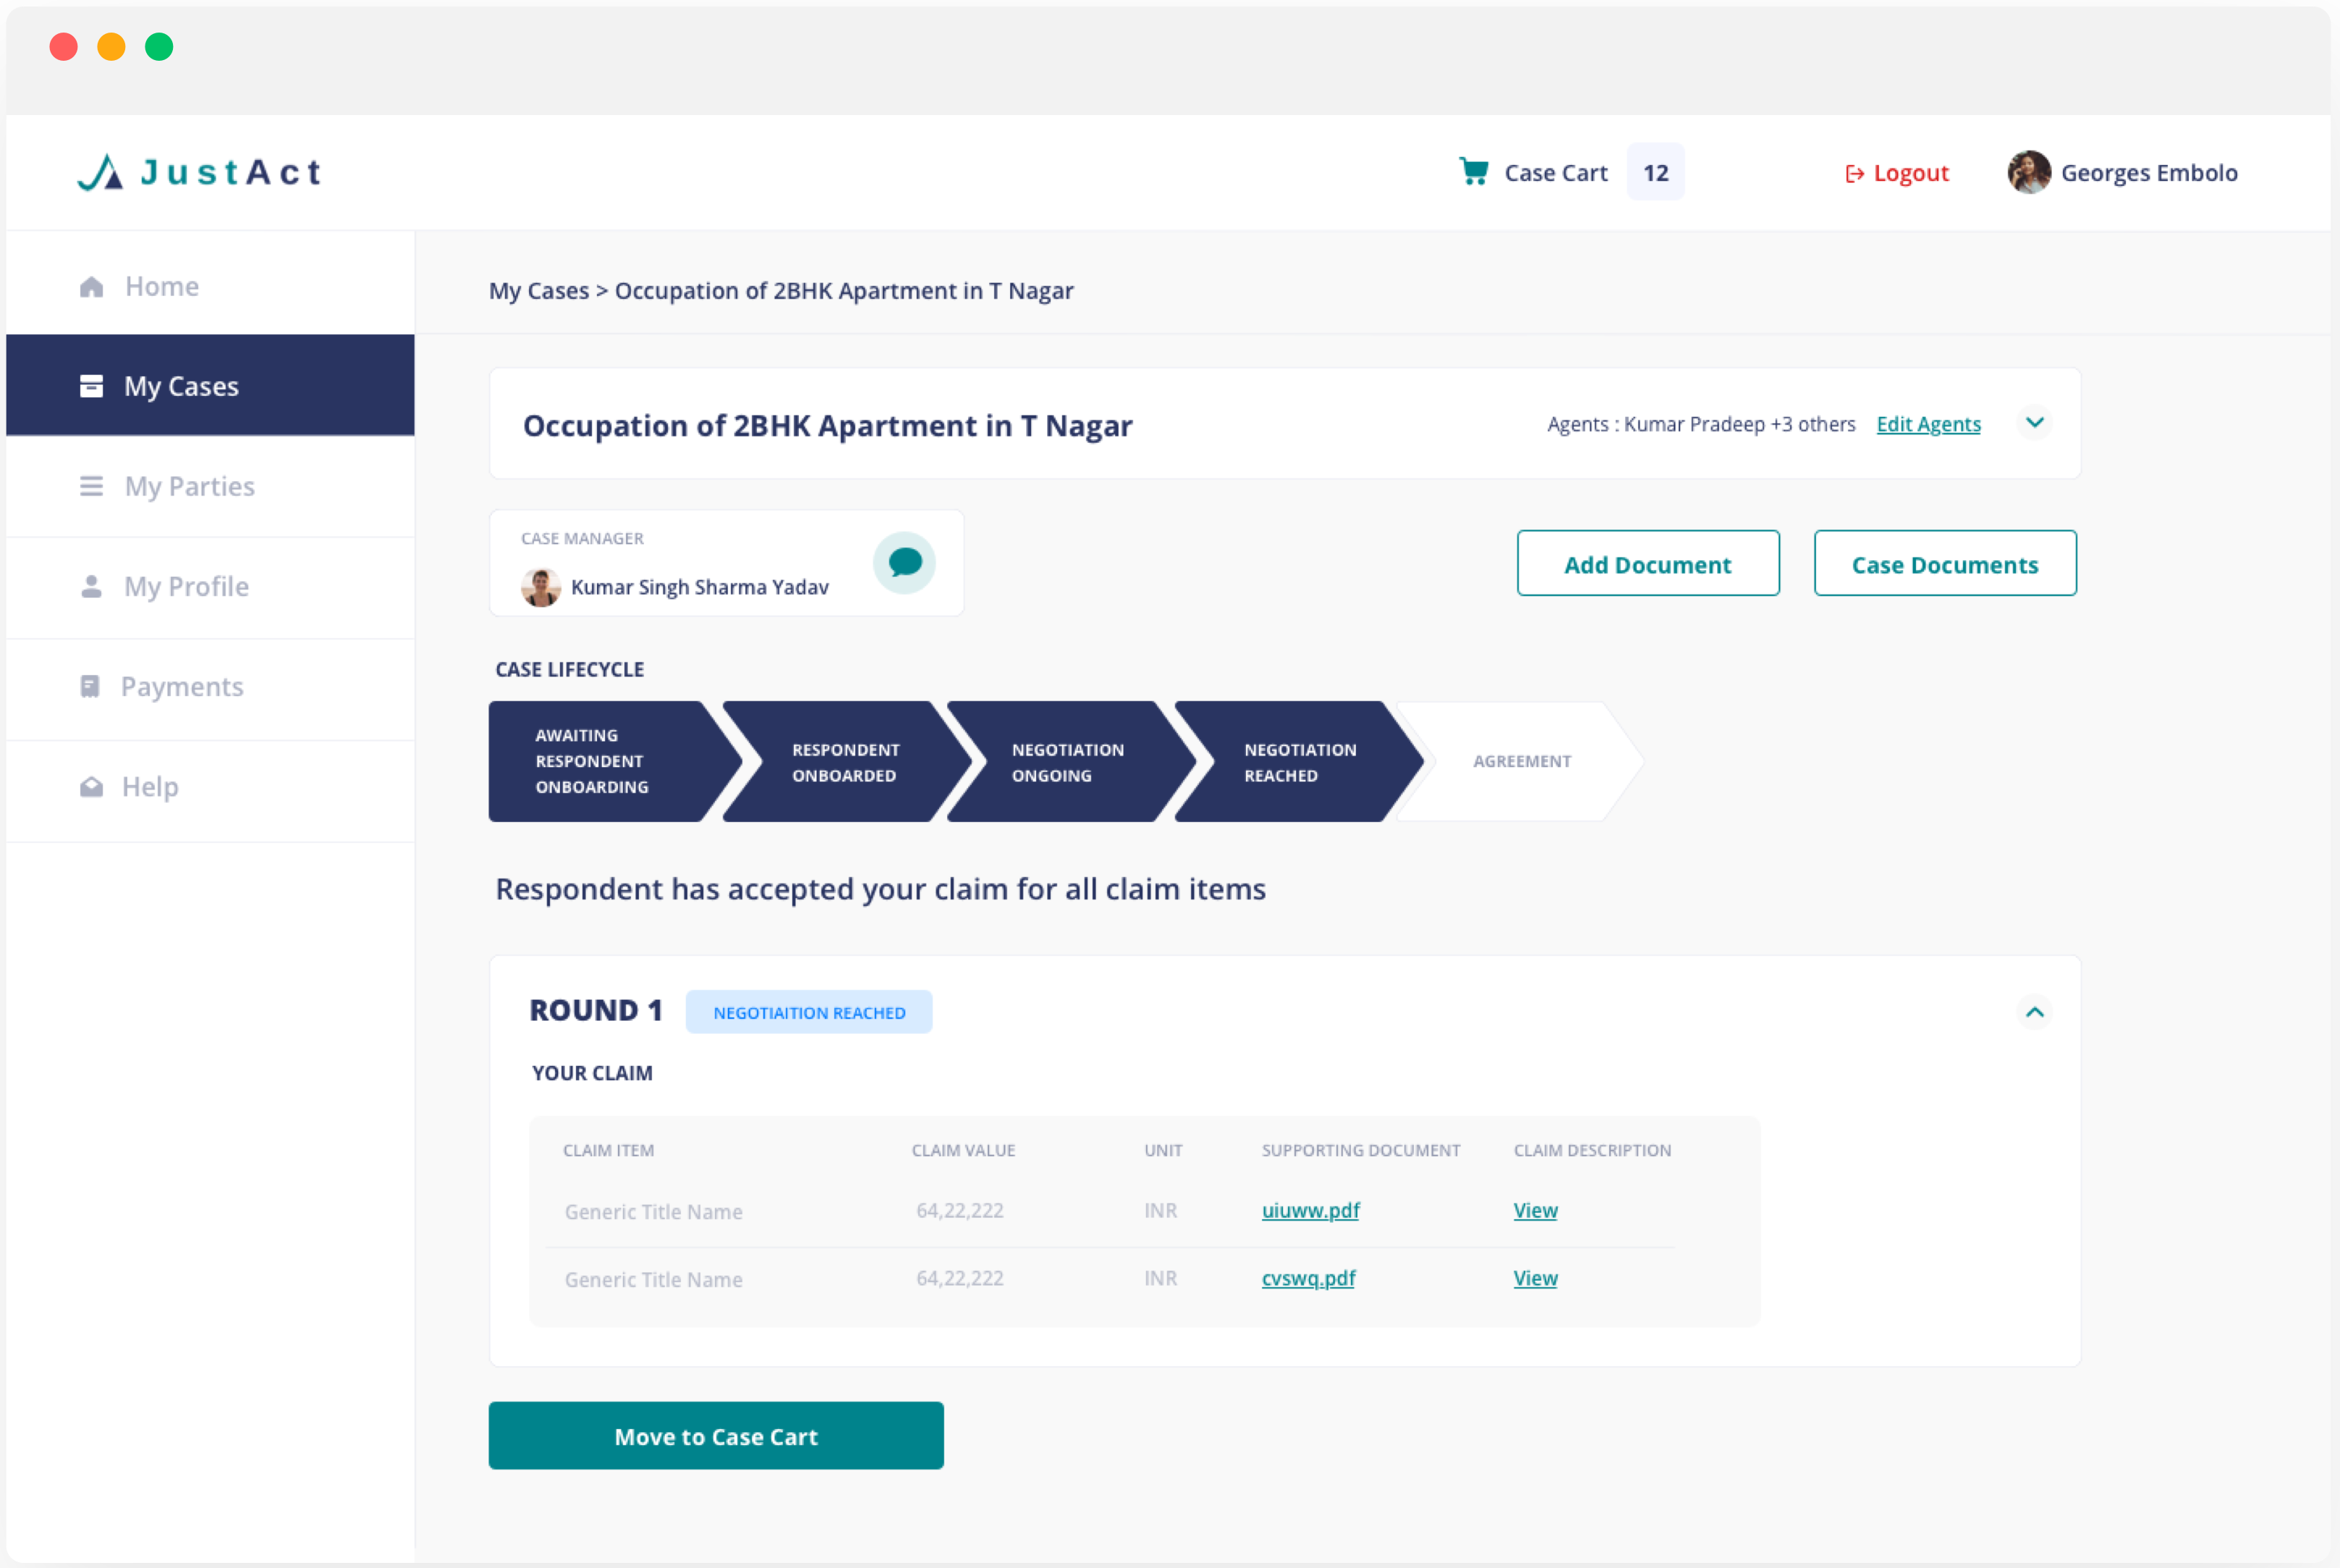 JustAct
Case Cart 12
Logout
Georges Embolo
Home
My Cases
My Parties
My Profile
Payments
Help
My Cases > Occupation of 2BHK Apartment in T Nagar
Occupation of 2BHK Apartment in T Nagar
Agents : Kumar Pradeep +3 others Edit Agents
CASE MANAGER
Kumar Singh Sharma Yadav
Add Document
Case Documents
CASE LIFECYCLE
AWAITING
RESPONDENT
ONBOARDING
RESPONDENT
ONBOARDED
NEGOTIATION
ONGOING
NEGOTIATION
REACHED
AGREEMENT
Respondent has accepted your claim for all claim items
ROUND 1 NEGOTIAITION REACHED
YOUR CLAIM
CLAIM ITEM CLAIM VALUE UNIT SUPPORTING DOCUMENT CLAIM DESCRIPTION
Generic Title Name 64,22,222 INR uiuww.pdf View
Generic Title Name 64,22,222 INR cvswq.pdf View
Move to Case Cart